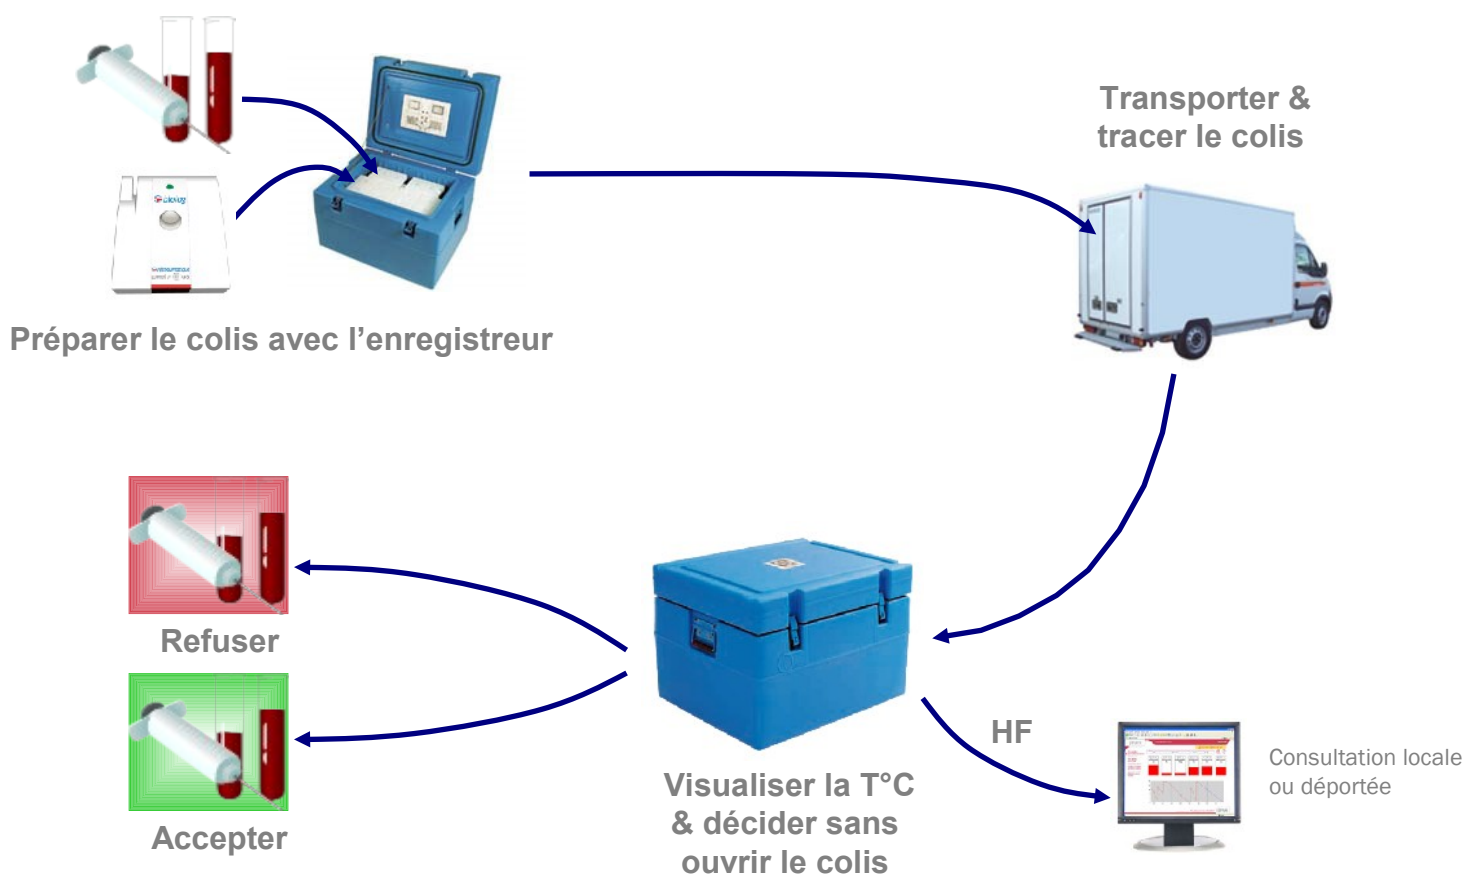 Transporter &
tracer le colis
Préparer le colis avec l’enregistreur
Refuser
Accepter
Visualiser la T°C
& décider sans
ouvrir le colis
HF
Consultation locale
ou déportée